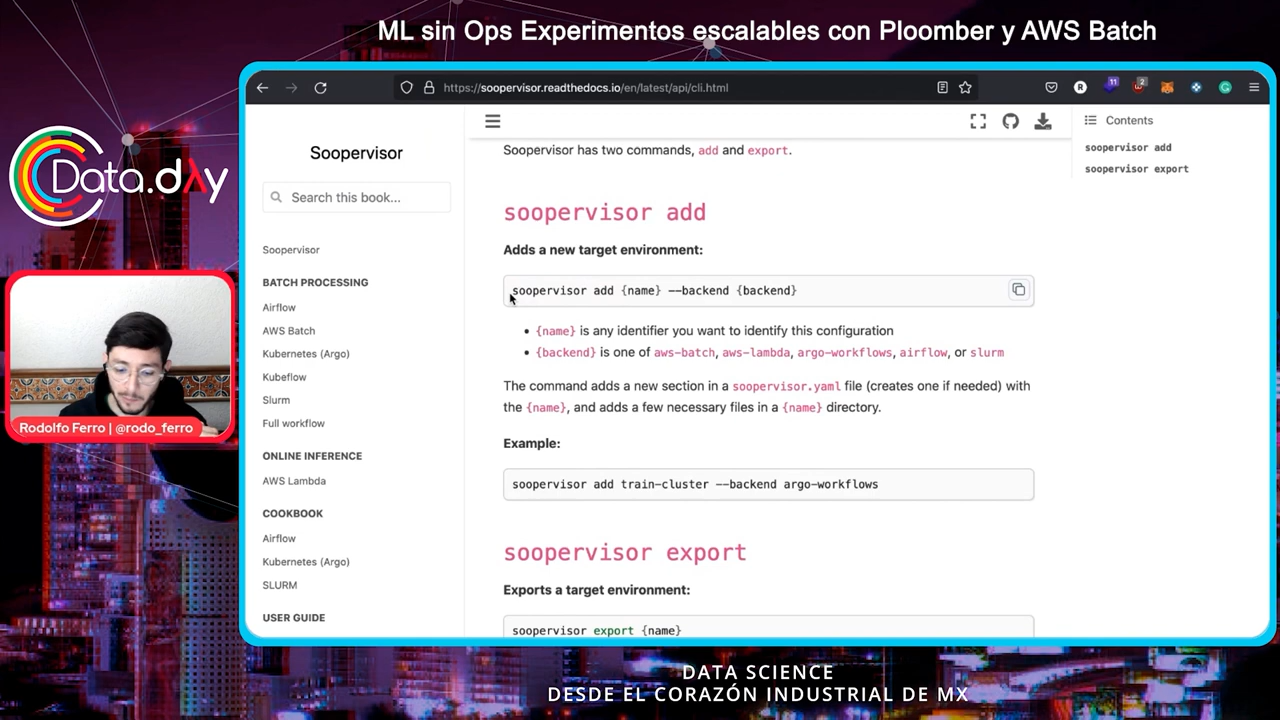 ML sin Ops Experimentos escalables con Ploomber y AWS Batch
https://soopervisor.readthedocs.io/en/latest/api/cli.html
R
11
2
Data.dλy
Rodolfo Ferro | @rodo_ferro
Soopervisor
Search this book...
Soopervisor
BATCH PROCESSING
Airflow
AWS Batch
Kubernetes (Argo)
Kubeflow
Slurm
Full workflow
ONLINE INFERENCE
AWS Lambda
COOKBOOK
Airflow
Kubernetes (Argo)
SLURM
USER GUIDE
Soopervisor has two commands, add and export.
soopervisor add
Adds a new target environment:
soopervisor add {name} --backend {backend}
• {name} is any identifier you want to identify this configuration
• {backend} is one of aws-batch, aws-lambda, argo-workflows, airflow, or slurm
The command adds a new section in a soopervisor.yaml file (creates one if needed) with
the {name}, and adds a few necessary files in a {name} directory.
Example:
soopervisor add train-cluster --backend argo-workflows
soopervisor export
Exports a target environment:
soopervisor export {name}
Contents
soopervisor add
soopervisor export
DATA SCIENCE
DESDE EL CORAZÓN INDUSTRIAL DE MX